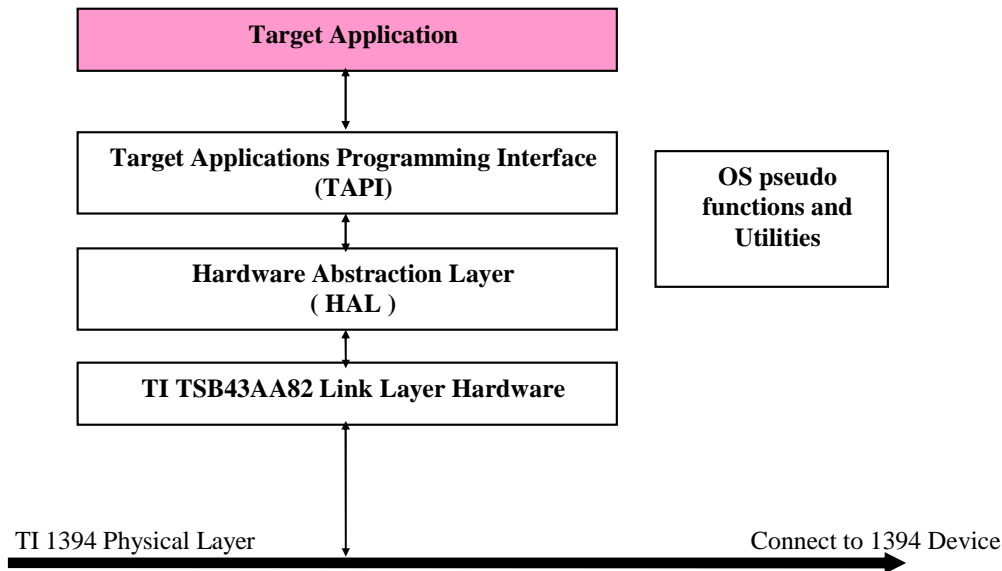 Target Application
Target Applications Programming Interface
(TAPI)
OS pseudo
functions and
Utilities
Hardware Abstraction Layer
( HAL )
TI TSB43AA82 Link Layer Hardware
TI 1394 Physical Layer
Connect to 1394 Device